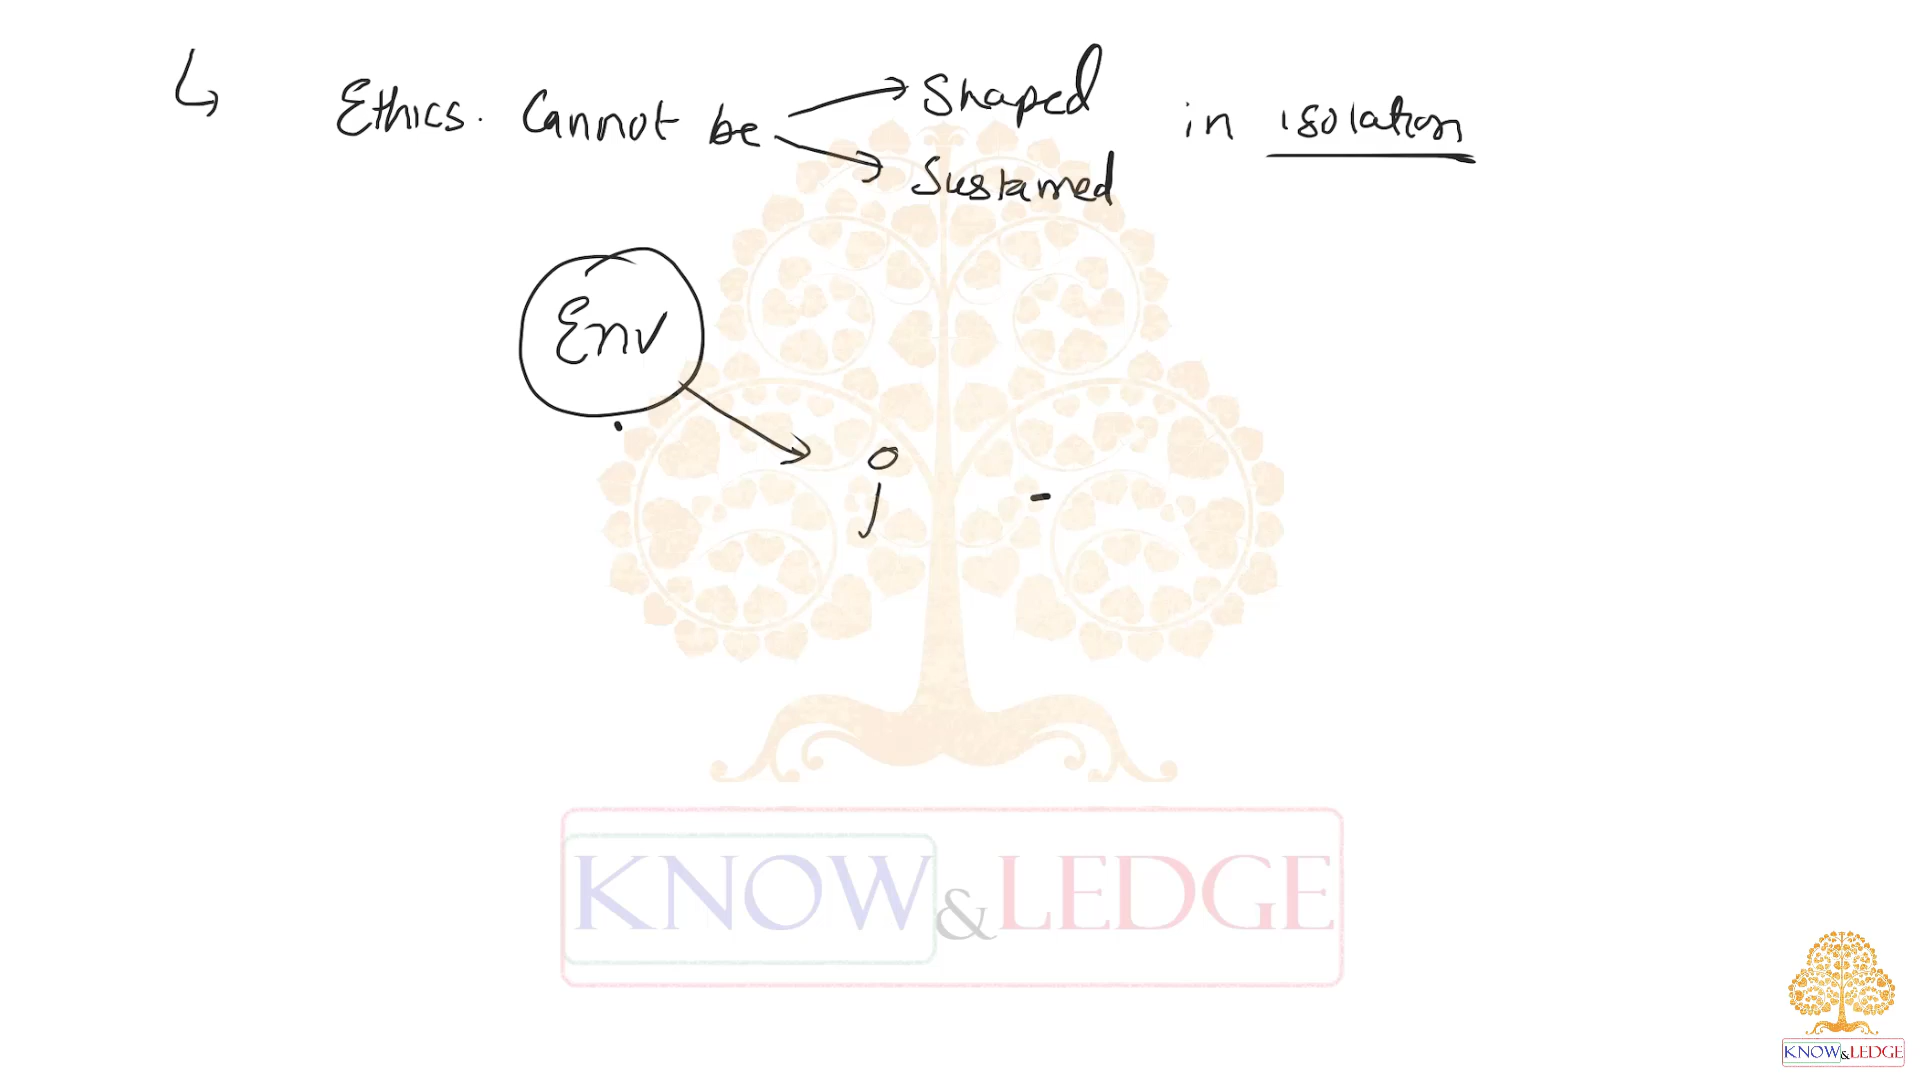 Ethics. Cannot be Shaped in isolation
Sustained
Env
KNOW&LEDGE
KNOW&LEDGE